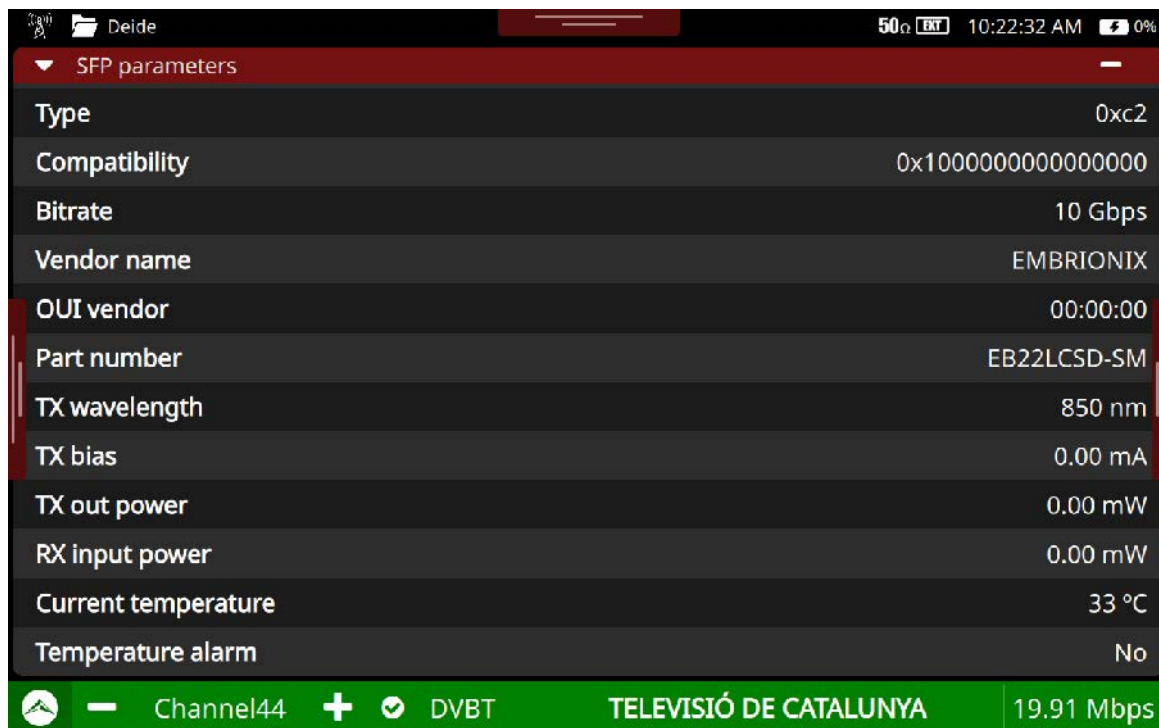 Deide 50Ω EXT 10:22:32 AM 0%
SFP parameters
Type 0xc2
Compatibility 0x1000000000000000
Bitrate 10 Gbps
Vendor name EMBRIONIX
OUI vendor 00:00:00
Part number EB22LCSD-SM
TX wavelength 850 nm
TX bias 0.00 mA
TX out power 0.00 mW
RX input power 0.00 mW
Current temperature 33 ºC
Temperature alarm No
Channel44 DVBT TELEVISIÓ DE CATALUNYA 19.91 Mbps